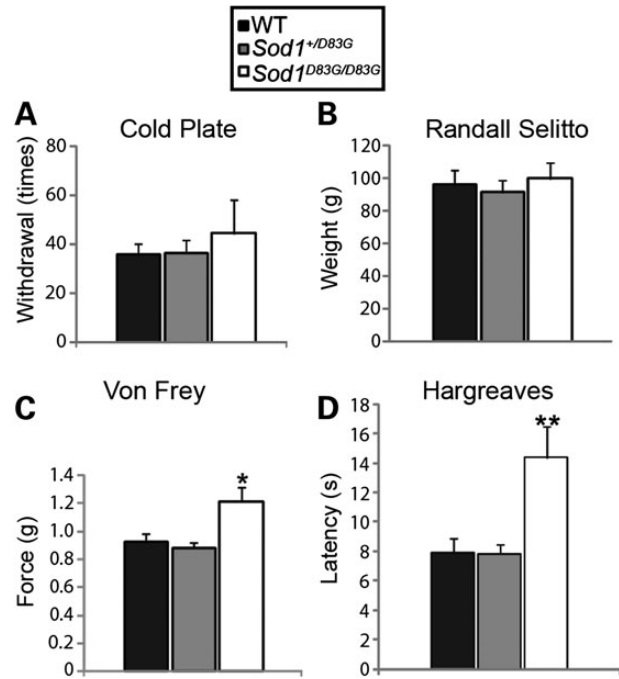 WT
Sod1+/D83G
Sod1D83G/D83G
A
Cold Plate
Withdrawal (times)
80
60
40
20
0
B
Randall Selitto
Weight (g)
120
100
80
60
40
20
0
C
Von Frey
Force (g)
1.4
1.2
1.0
0.8
0.6
0.4
0.2
0
*
D
Hargreaves
Latency (s)
18
16
14
12
10
8
6
4
2
0
**